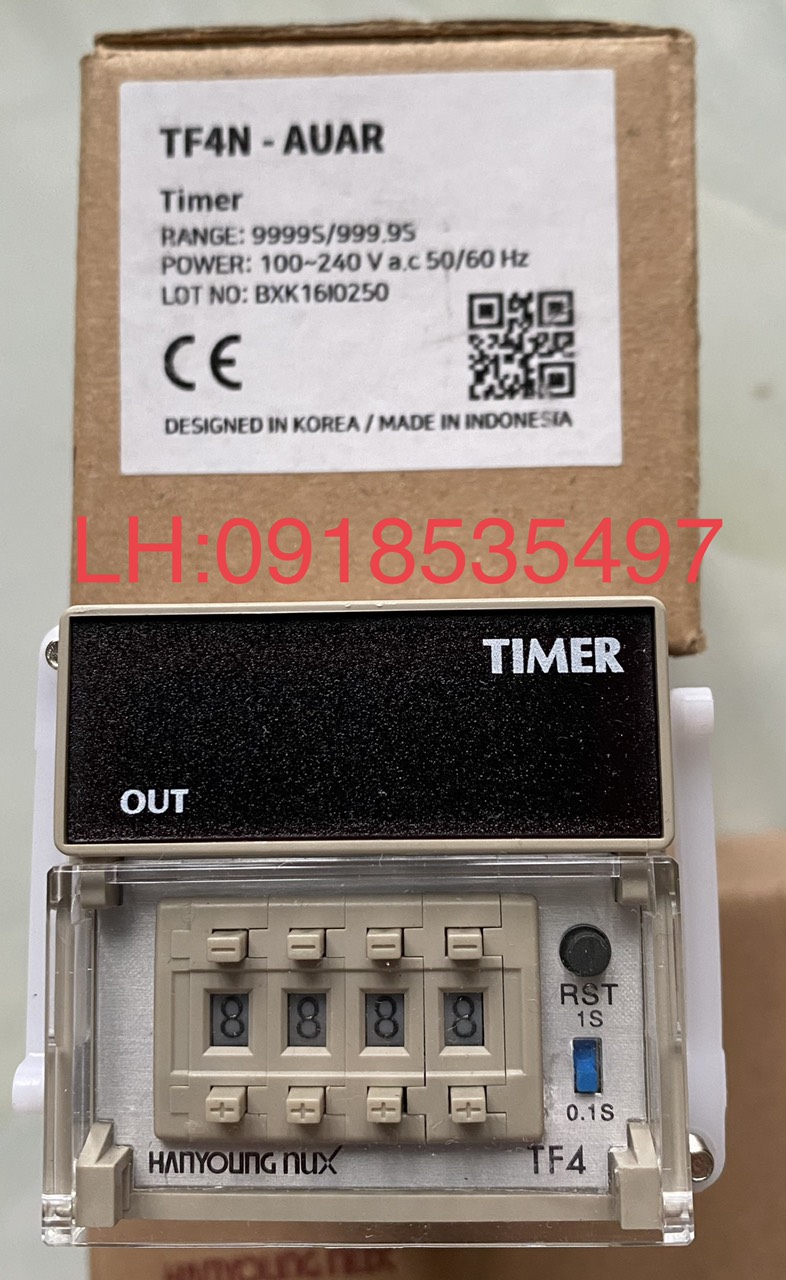 TF4N - AUAR
Timer
RANGE: 9999S/999.9S
POWER: 100~240 V a.c 50/60 Hz
LOT NO: BXK16I0250
CE
DESIGNED IN KOREA / MADE IN INDONESIA
LH:0918535497
TIMER
OUT
- - - -
8 8 8 8
+ + + +
RST
1S
0.1S
HANYOUNG NUX
TF4
HANYOUNG NUX